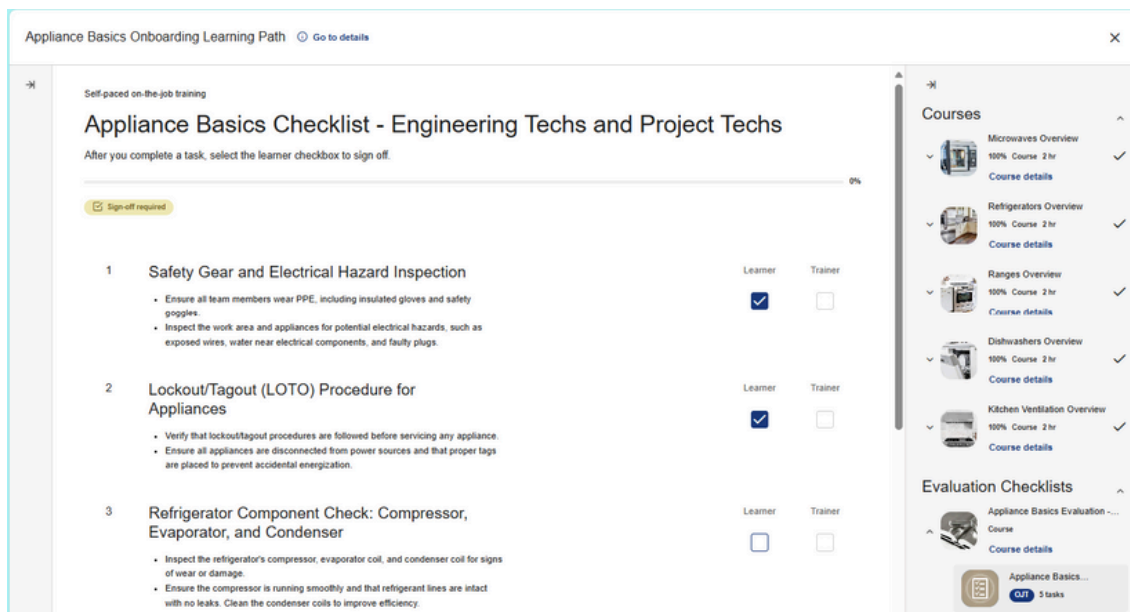 Appliance Basics Onboarding Learning Path Go to details
Self-paced on-the-job training
Appliance Basics Checklist - Engineering Techs and Project Techs
After you complete a task, select the learner checkbox to sign off.
0%
Sign-off required
1 Safety Gear and Electrical Hazard Inspection Learner Trainer
• Ensure all team members wear PPE, including insulated gloves and safety
goggles.
• Inspect the work area and appliances for potential electrical hazards, such as
exposed wires, water near electrical components, and faulty plugs.
2 Lockout/Tagout (LOTO) Procedure for Learner Trainer
Appliances
• Verify that lockout/tagout procedures are followed before servicing any appliance.
• Ensure all appliances are disconnected from power sources and that proper tags
are placed to prevent accidental energization.
3 Refrigerator Component Check: Compressor, Learner Trainer
Evaporator, and Condenser
• Inspect the refrigerator's compressor, evaporator coil, and condenser coil for signs
of wear or damage.
• Ensure the compressor is running smoothly and that refrigerant lines are intact
with no leaks. Clean the condenser coils to improve efficiency.
Courses
Microwaves Overview
100% Course 2 hr
Course details
Refrigerators Overview
100% Course 2 hr
Course details
Ranges Overview
100% Course 2 hr
Course details
Dishwashers Overview
100% Course 2 hr
Course details
Kitchen Ventilation Overview
100% Course 2 hr
Course details
Evaluation Checklists
Appliance Basics Evaluation -...
Course
Course details
Appliance Basics...
OJT 5 tasks